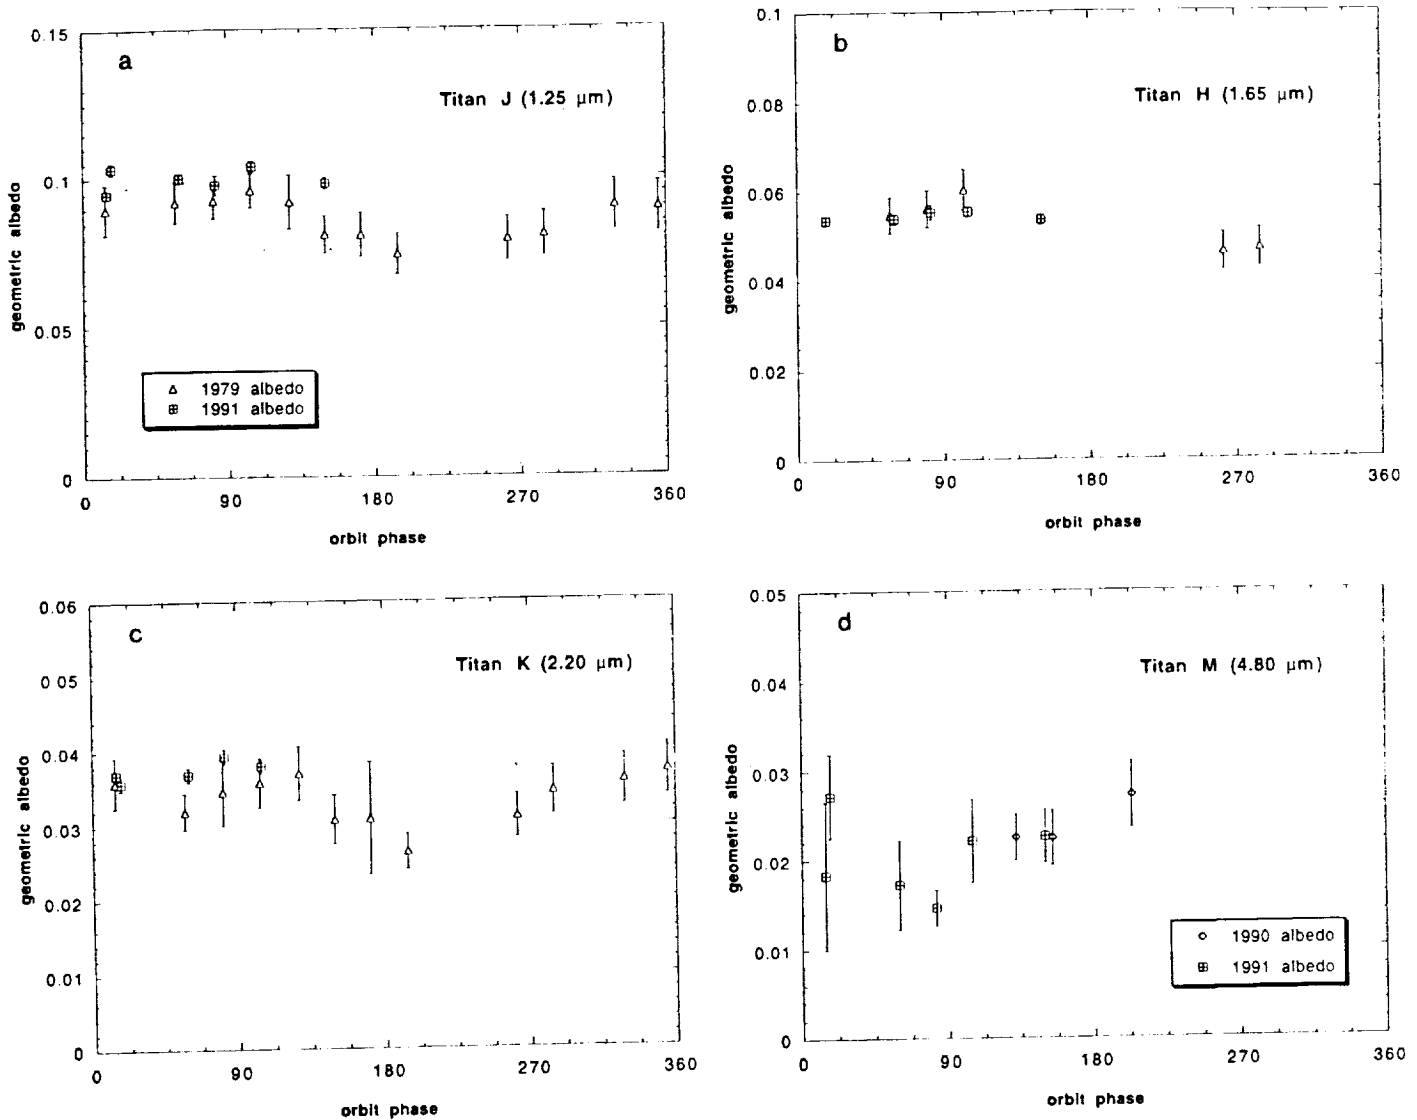 a
Titan J (1.25 µm)
0.15
0.1
0.05
0
geometric albedo
1979 albedo
1991 albedo
0
90
180
270
360
orbit phase
b
Titan H (1.65 µm)
0.1
0.08
0.06
0.04
0.02
0
geometric albedo
0
90
180
270
360
orbit phase
c
Titan K (2.20 µm)
0.06
0 05
0.04
0.03
0.02
0.01
0
geometric albedo
0
90
180
270
360
orbit phase
d
Titan M (4.80 µm)
0.05
0.04
0.03
0.02
0.01
0
geometric albedo
1990 albedo
1991 albedo
0
90
180
270
360
orbit phase